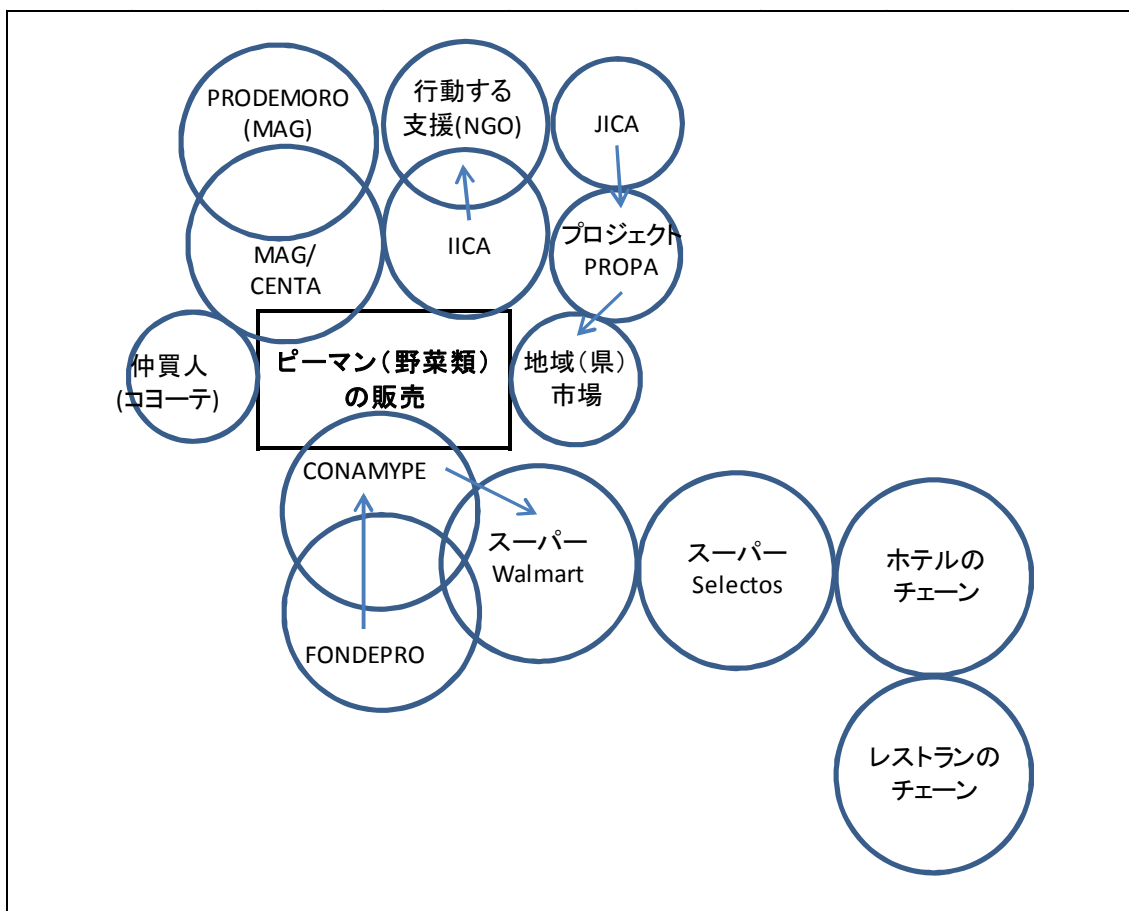 PRODEMORO
(MAG)
行動する
支援(NGO)
JICA
MAG/
CENTA
IICA
プロジェクト
PROPA
仲買人
(コヨーテ)
ピーマン(野菜類)
の販売
地域(県)
市場
CONAMYPE
スーパー
Walmart
スーパー
Selectos
ホテルの
チェーン
FONDEPRO
レストランの
チェーン